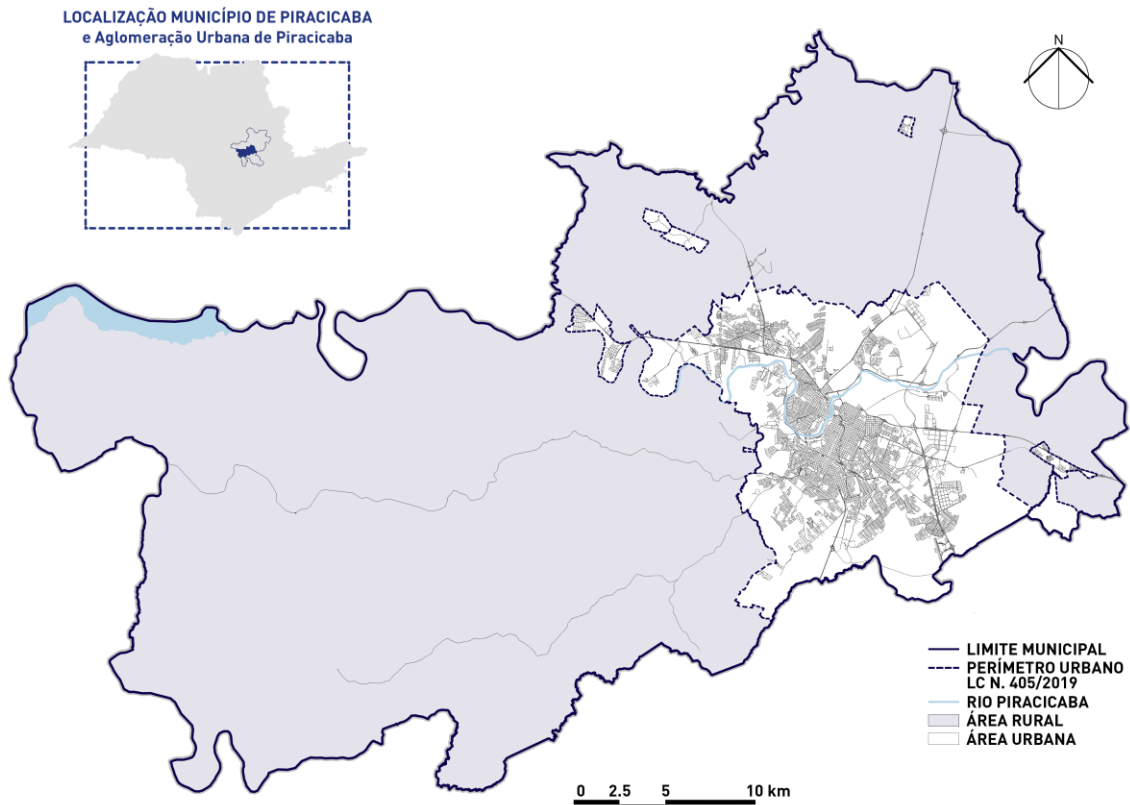 LOCALIZAÇÃO MUNICÍPIO DE PIRACICABA
e Aglomeração Urbana de Piracicaba
N
LIMITE MUNICIPAL
PERÍMETRO URBANO
LC N. 405/2019
RIO PIRACICABA
ÁREA RURAL
ÁREA URBANA
0 2.5 5 10 km